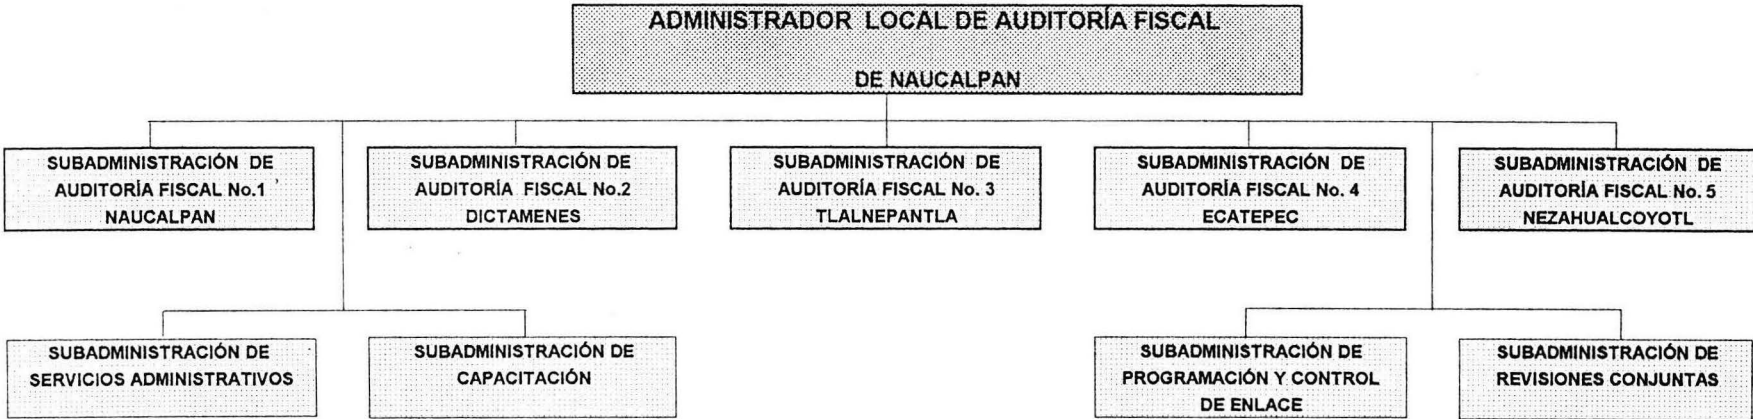 ADMINISTRADOR LOCAL DE AUDITORÍA FISCAL
DE NAUCALPAN
SUBADMINISTRACIÓN DE
AUDITORÍA FISCAL No.1
NAUCALPAN
SUBADMINISTRACIÓN DE
AUDITORÍA FISCAL No.2
DICTAMENES
SUBADMINISTRACIÓN DE
AUDITORÍA FISCAL No. 3
TLALNEPANTLA
SUBADMINISTRACIÓN DE
AUDITORÍA FISCAL No. 4
ECATEPEC
SUBADMINISTRACIÓN DE
AUDITORÍA FISCAL No. 5
NEZAHUALCOYOTL
SUBADMINISTRACIÓN DE
SERVICIOS ADMINISTRATIVOS
SUBADMINISTRACIÓN DE
CAPACITACIÓN
SUBADMINISTRACIÓN DE
PROGRAMACIÓN Y CONTROL
DE ENLACE
SUBADMINISTRACIÓN DE
REVISIONES CONJUNTAS